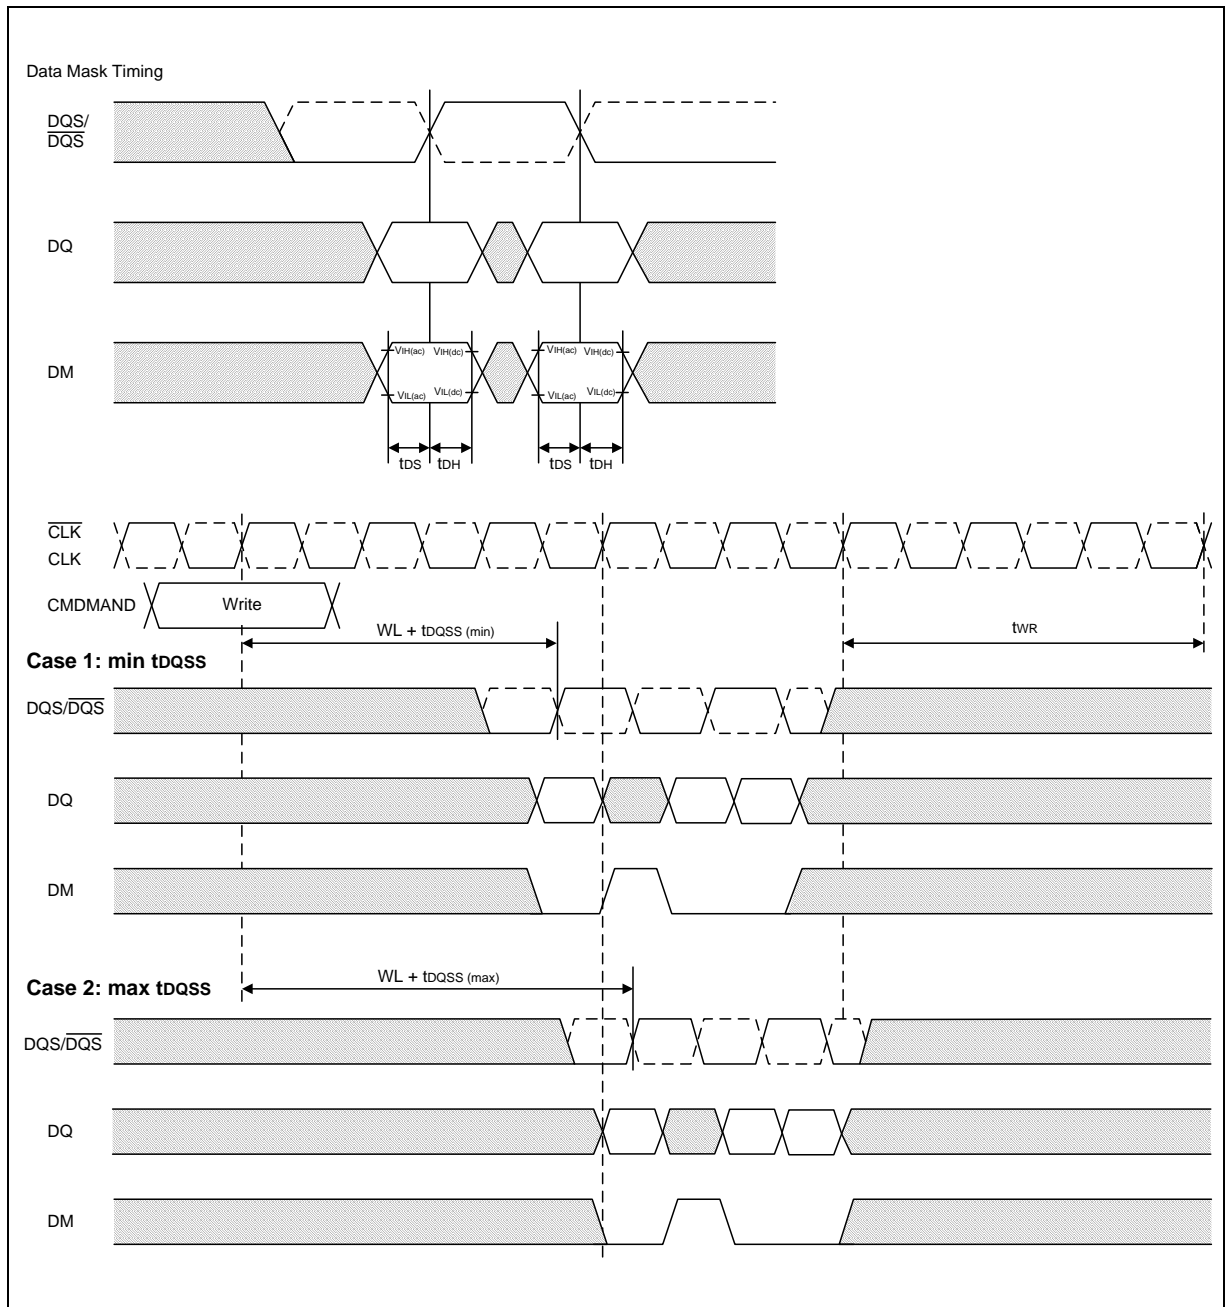 Data Mask Timing
DQS/
DQS
DQ
DM
VIH(ac) VIH(dc) VIH(ac) VIH(dc)
VIL(ac) VIL(dc) VIL(ac) VIL(dc)
tDS tDH tDS tDH
CLK
CLK
CMDMAND Write
WL + tDQSS (min) tWR
Case 1: min tDQSS
DQS/DQS
DQ
DM
WL + tDQSS (max)
Case 2: max tDQSS
DQS/DQS
DQ
DM